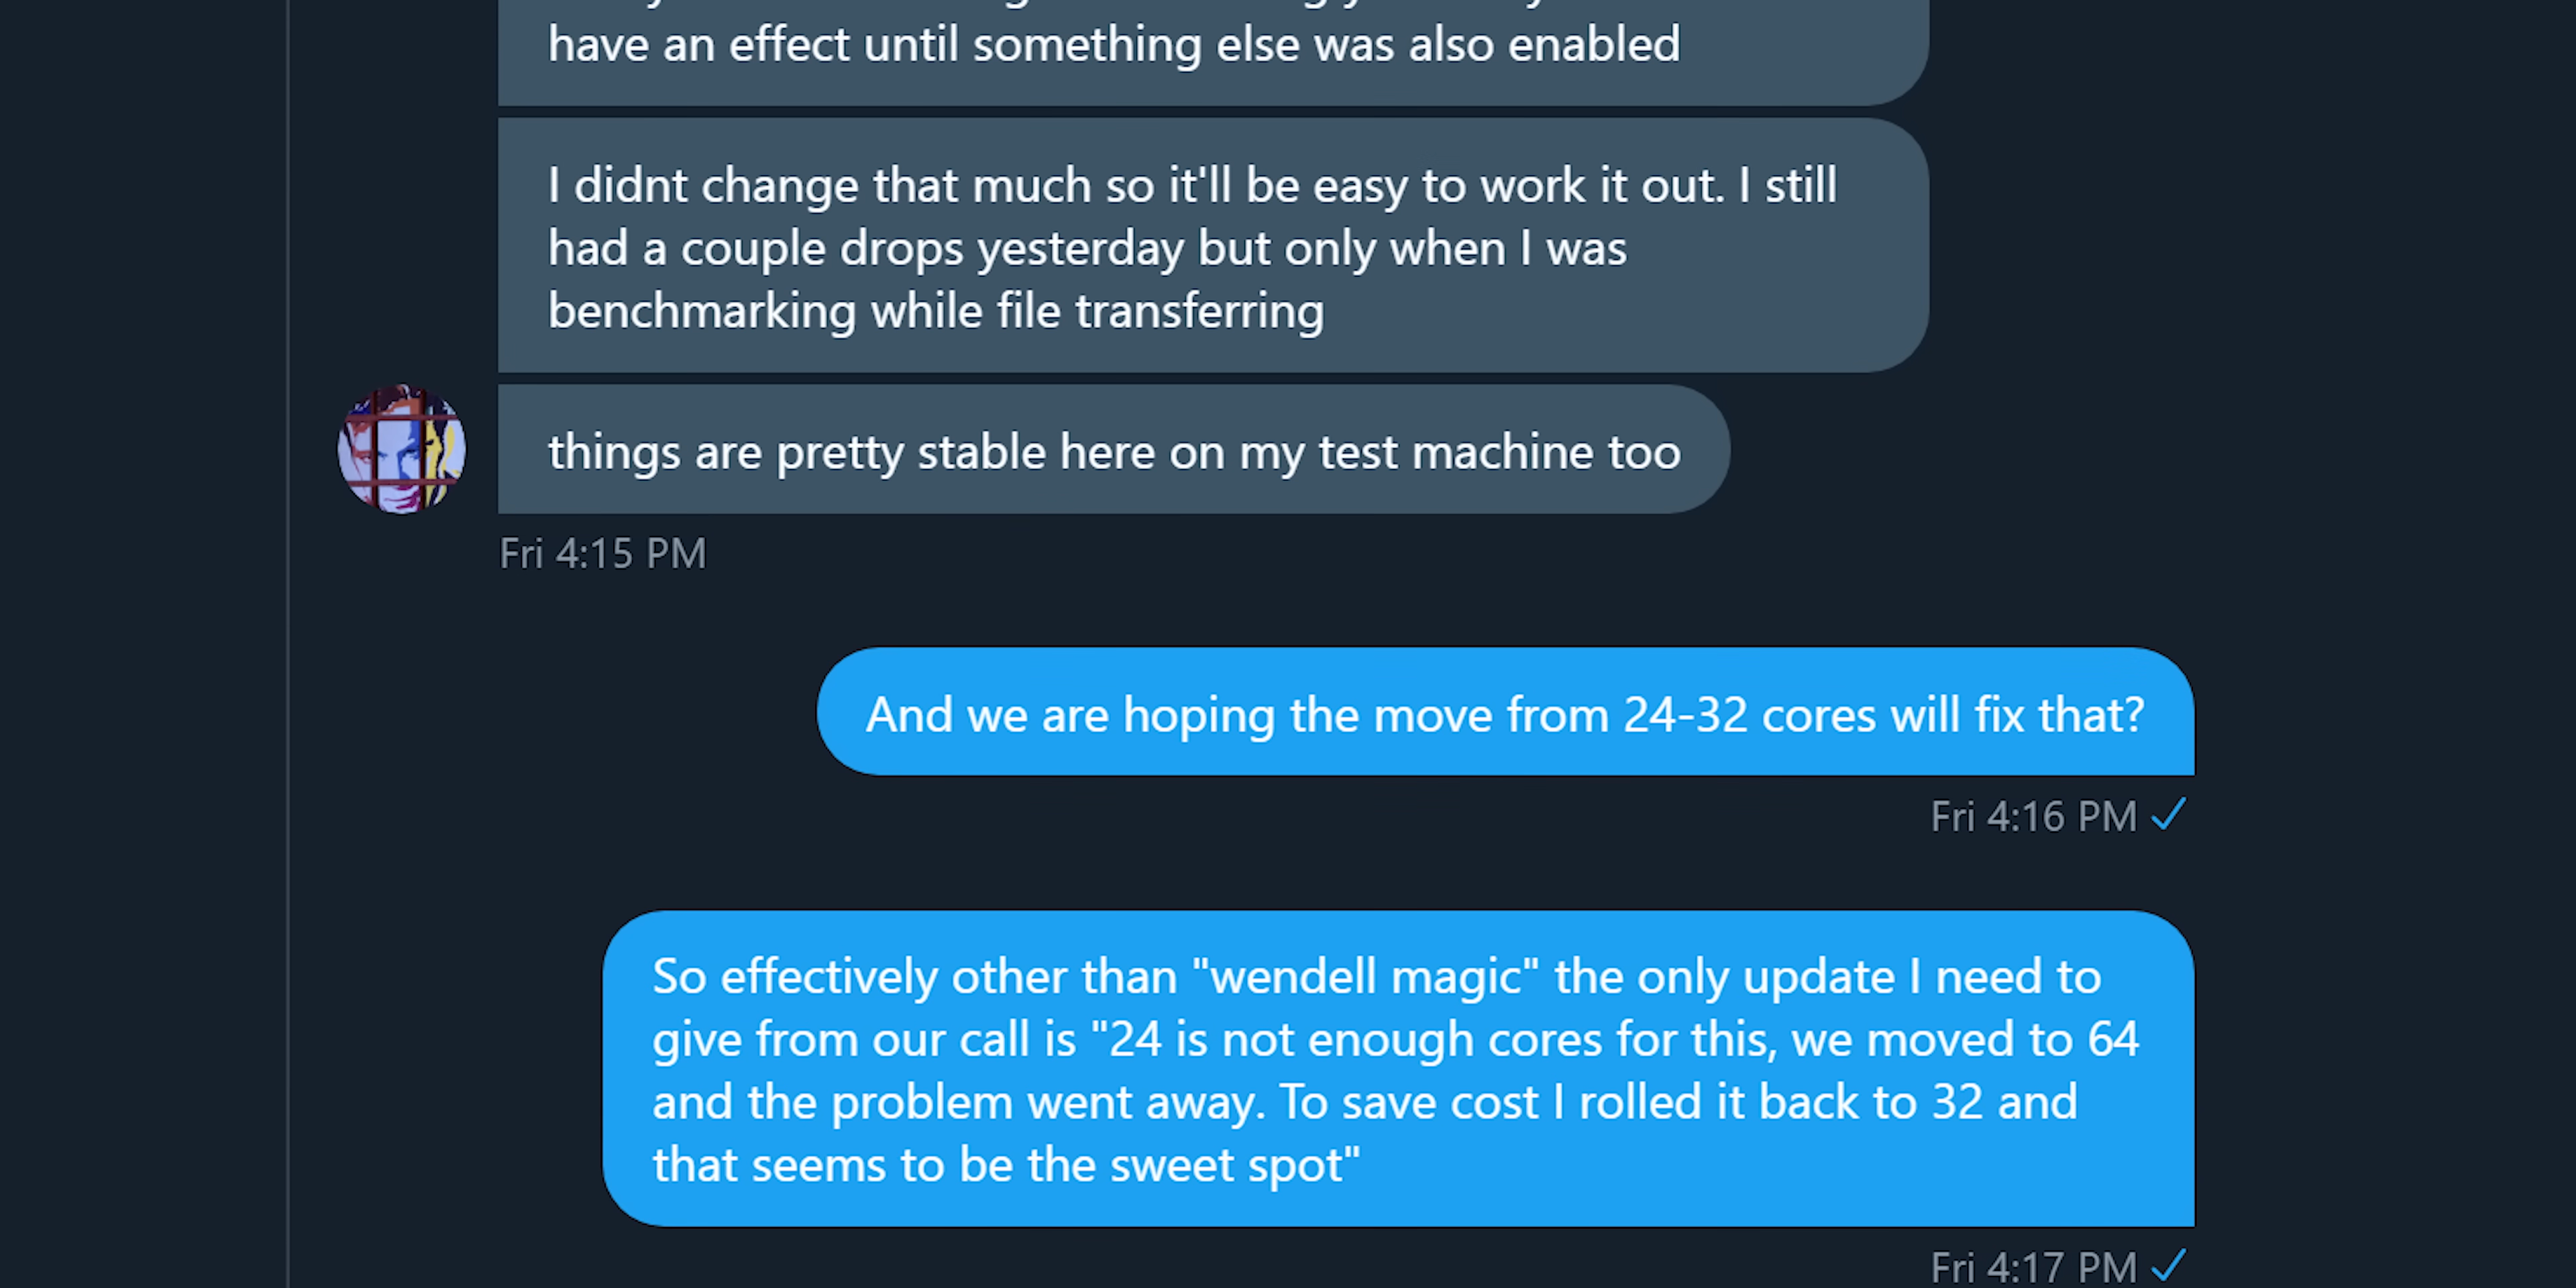 have an effect until something else was also enabled
I didnt change that much so it'll be easy to work it out. I still
had a couple drops yesterday but only when I was
benchmarking while file transferring
things are pretty stable here on my test machine too
Fri 4:15 PM
And we are hoping the move from 24-32 cores will fix that?
Fri 4:16 PM
So effectively other than "wendell magic" the only update I need to
give from our call is "24 is not enough cores for this, we moved to 64
and the problem went away. To save cost I rolled it back to 32 and
that seems to be the sweet spot"
Fri 4:17 PM